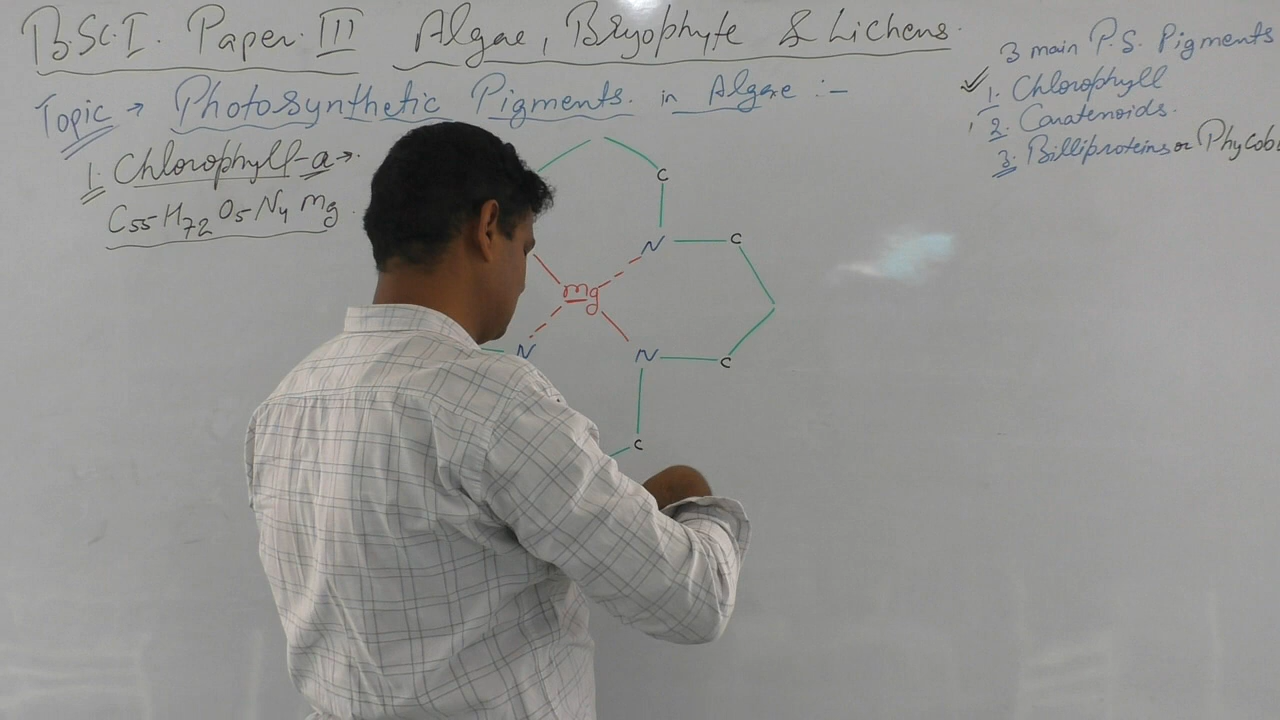 B.Sc.I. Paper.III Algae, Bryophyte & Lichens.
Topic → Photosynthetic Pigments. in Algae :-
1. Chlorophyll-a →.
C55 H72 O5 N4 Mg.
3 main P.S. Pigments
✓ 1. Chlorophyll
2. Caratenoids.
3. Billiproteins or Phycob
C
N C
Mg
N N C
C